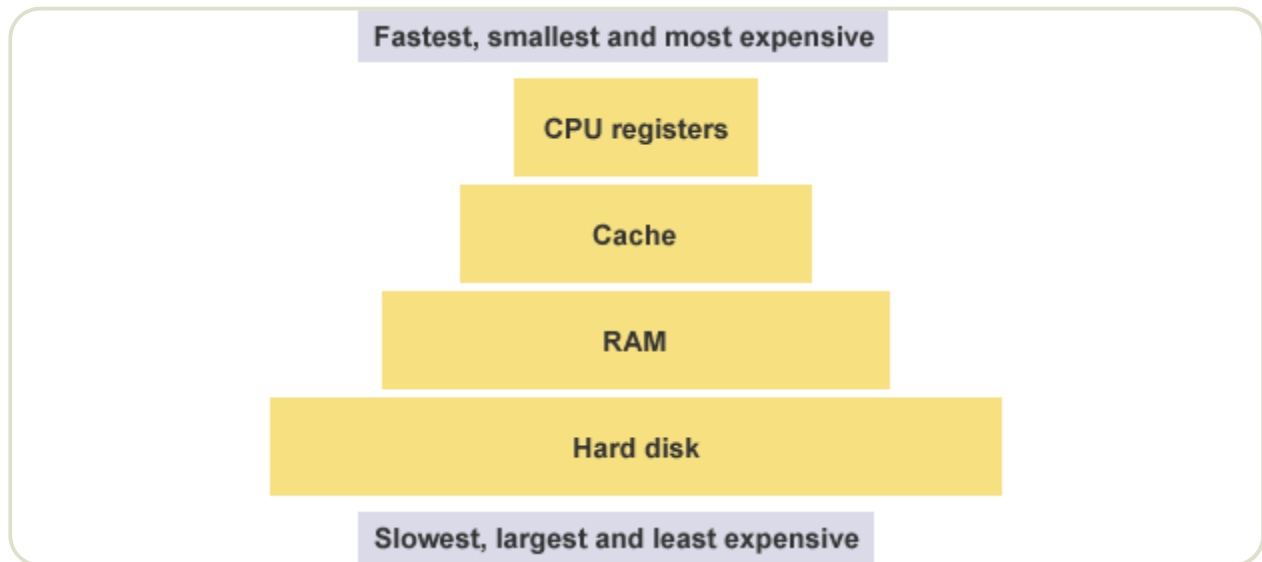 Fastest, smallest and most expensive
CPU registers
Cache
RAM
Hard disk
Slowest, largest and least expensive